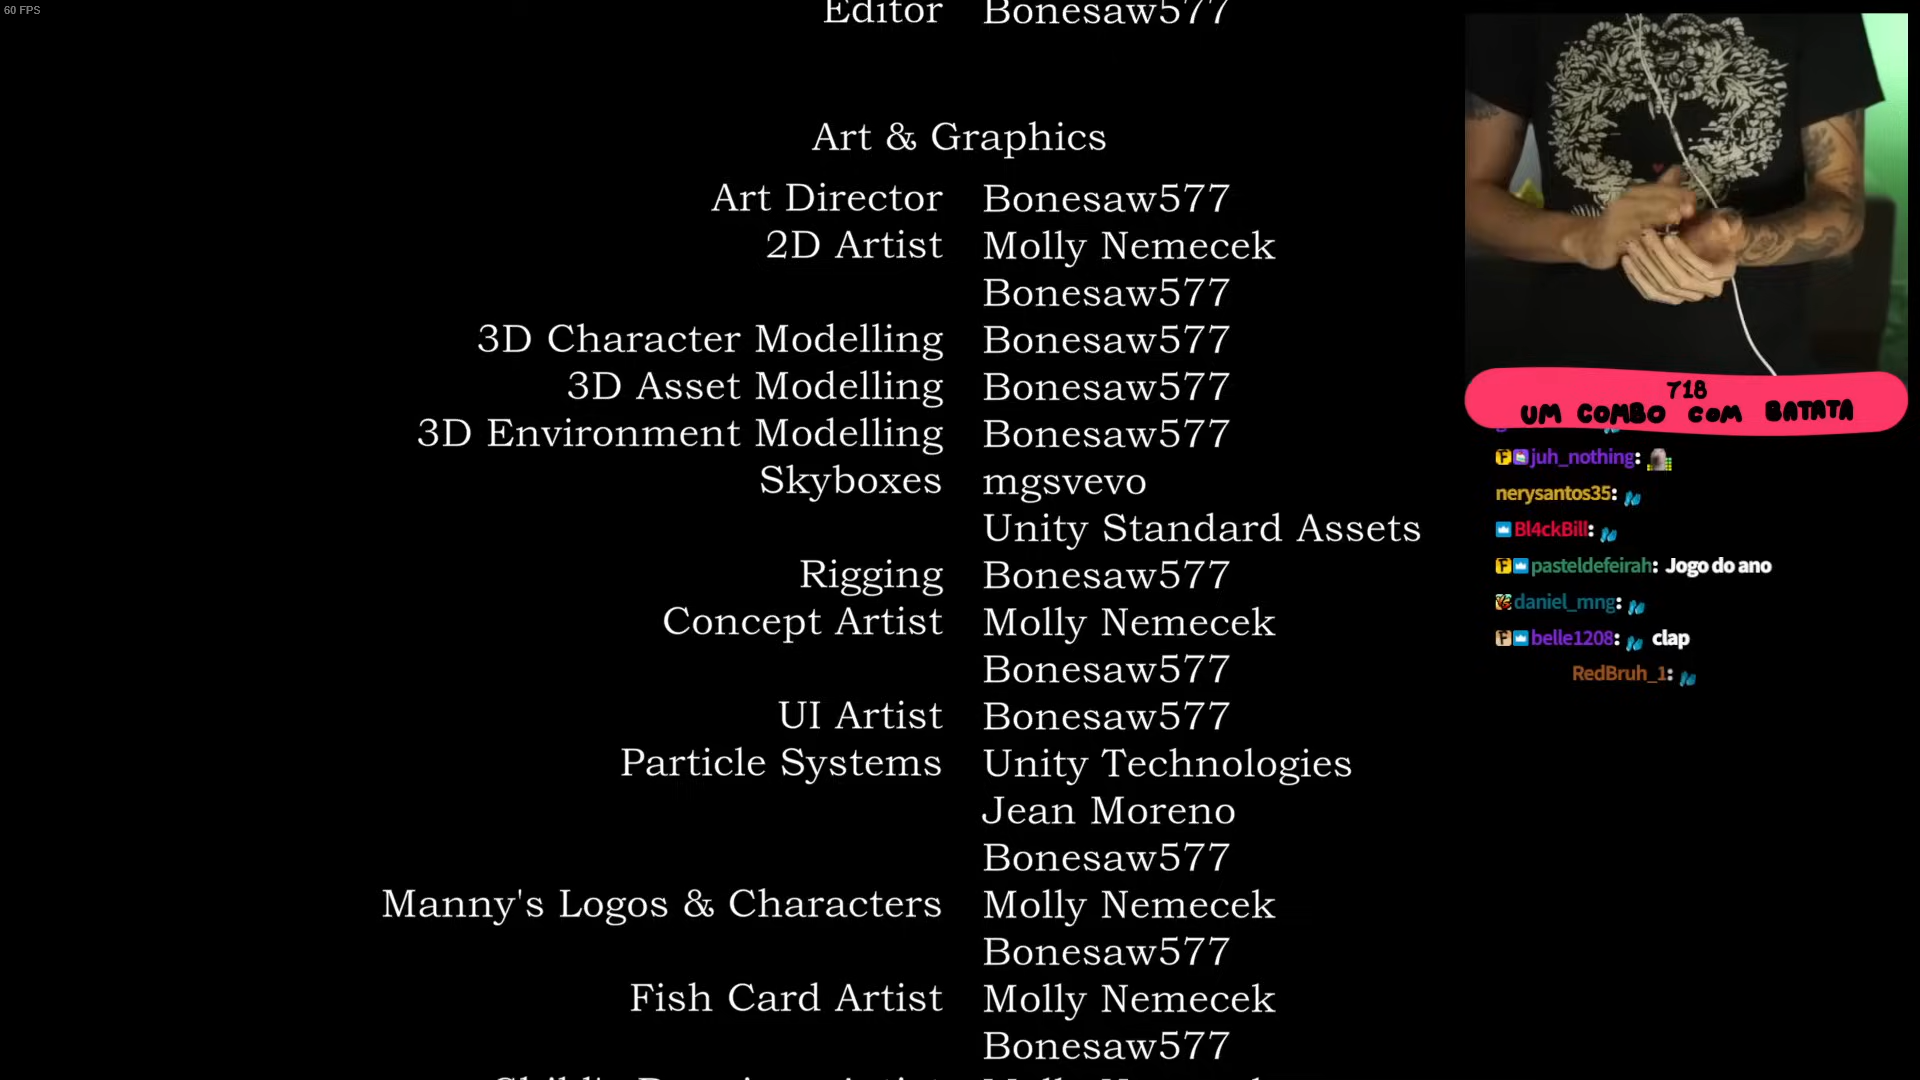 60 FPS
Editor Bonesaw577
Art & Graphics
Art Director Bonesaw577
2D Artist Molly Nemecek
Bonesaw577
3D Character Modelling Bonesaw577
3D Asset Modelling Bonesaw577
3D Environment Modelling Bonesaw577
Skyboxes mgsvevo
Unity Standard Assets
Rigging Bonesaw577
Concept Artist Molly Nemecek
Bonesaw577
UI Artist Bonesaw577
Particle Systems Unity Technologies
Jean Moreno
Bonesaw577
Manny's Logos & Characters Molly Nemecek
Bonesaw577
Fish Card Artist Molly Nemecek
Bonesaw577
718
UM COMBO COM BATATA
juh_nothing:
nerysantos35:
Bl4ckBill:
pasteldefeirah: Jogo do ano
daniel_mng:
belle1208: clap
RedBruh_1: